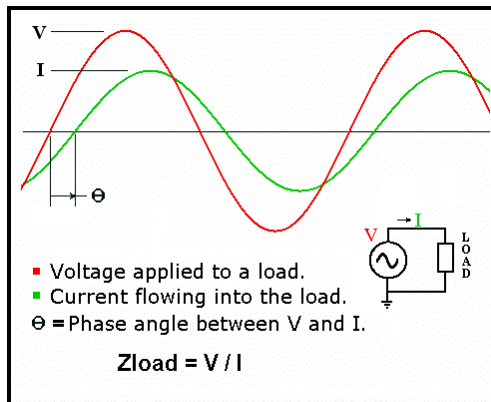 V
I
Θ
→ I
V
LOAD
Voltage applied to a load.
Current flowing into the load.
Θ = Phase angle between V and I.
Zload = V / I